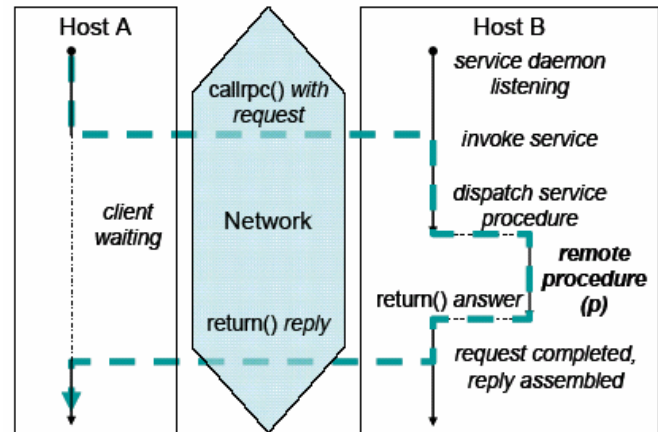 Host A
Host B
service daemon
listening
callrpc() with
request
invoke service
dispatch service
procedure
client
waiting
Network
remote
procedure
(p)
return() answer
return() reply
request completed,
reply assembled